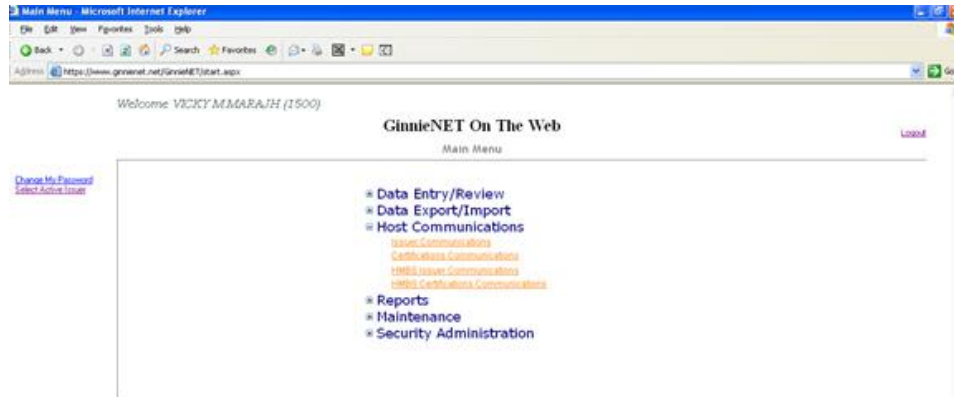 Main Menu - Microsoft Internet Explorer
File Edit View Favorites Tools Help
Back Search Favorites
Address https://www.ginnienet.net/GinnieNET/start.aspx Go
Welcome VICKY M MARAJH (1500)
GinnieNET On The Web
Logout
Main Menu
Change My Password
Select Active Issuer
Data Entry/Review
Data Export/Import
Host Communications
Issuer Communications
Certifications Communications
HMBS Issuer Communications
HMBS Certifications Communications
Reports
Maintenance
Security Administration